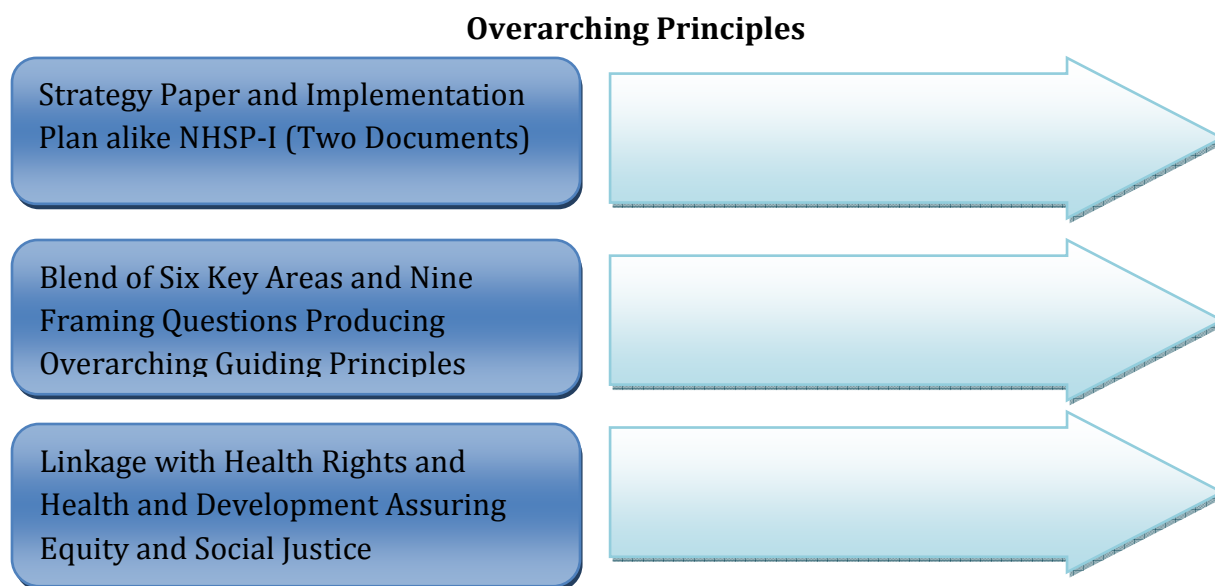 Overarching Principles
Strategy Paper and Implementation
Plan alike NHSP-I (Two Documents)
Blend of Six Key Areas and Nine
Framing Questions Producing
Overarching Guiding Principles
Linkage with Health Rights and
Health and Development Assuring
Equity and Social Justice